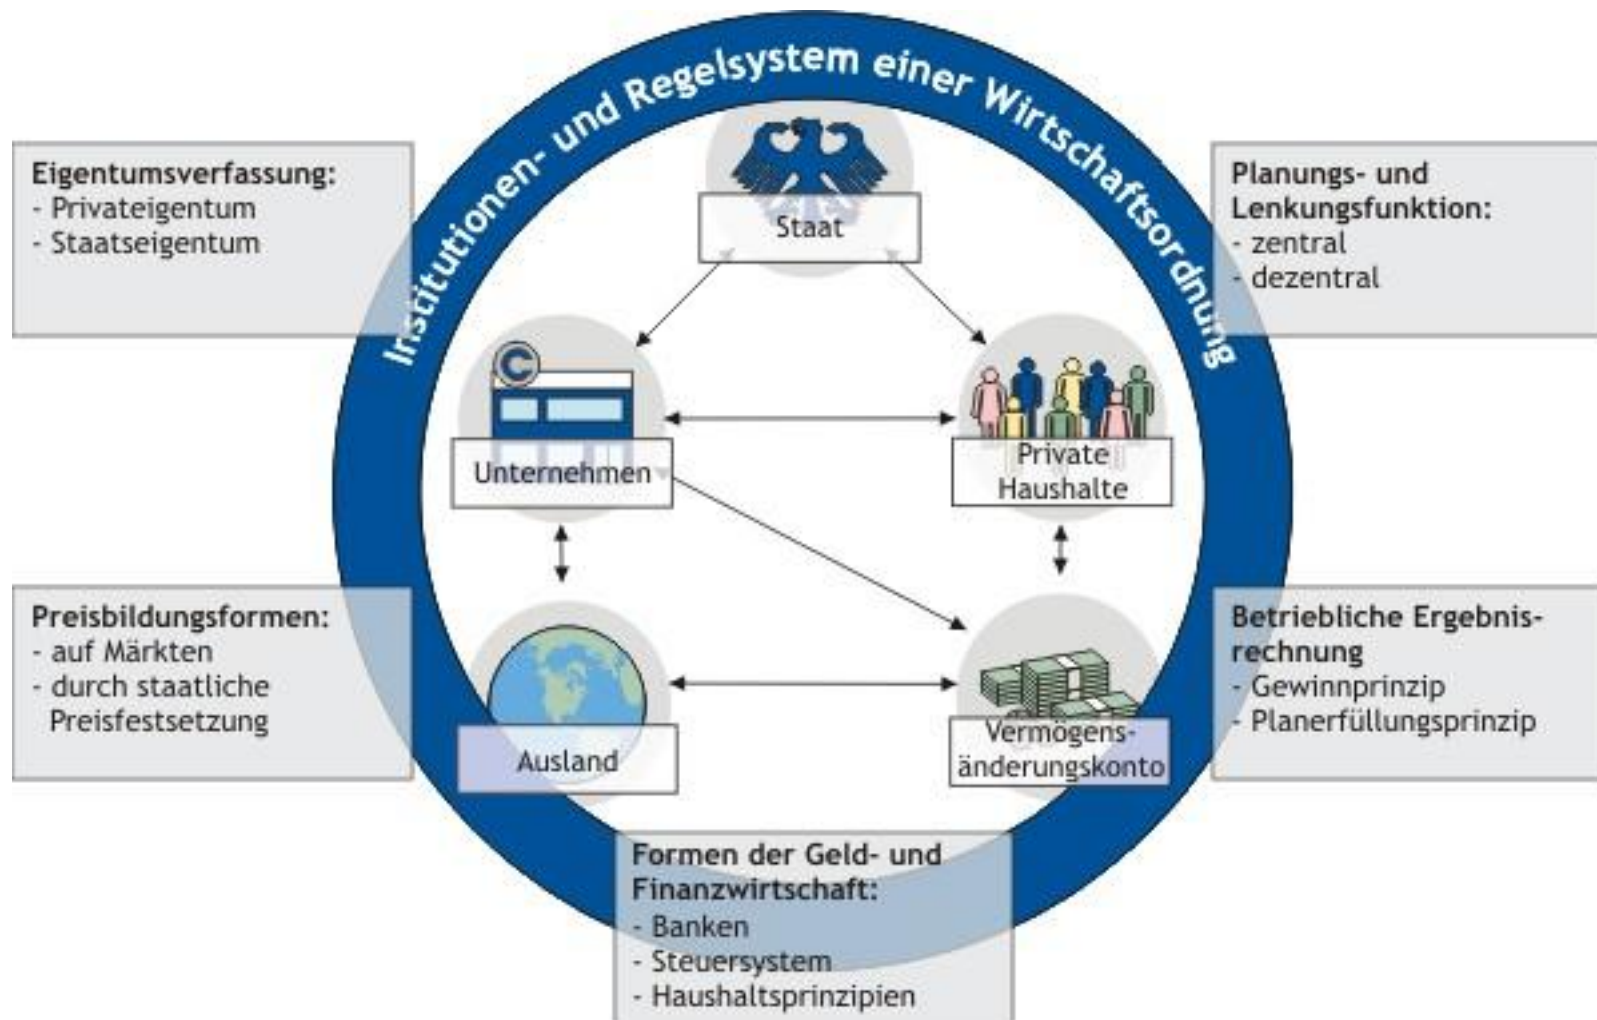 Institutionen- und Regelsystem einer Wirtschaftsordnung
Eigentumsverfassung:
- Privateigentum
- Staatseigentum
Planungs- und
Lenkungsfunktion:
- zentral
- dezentral
Staat
C
Unternehmen
Private
Haushalte
Preisbildungsformen:
- auf Märkten
- durch staatliche
Preisfestsetzung
Betriebliche Ergebnis-
rechnung
- Gewinnprinzip
- Planerfüllungsprinzip
Ausland
Vermögens-
änderungskonto
Formen der Geld- und
Finanzwirtschaft:
- Banken
- Steuersystem
- Haushaltsprinzipien